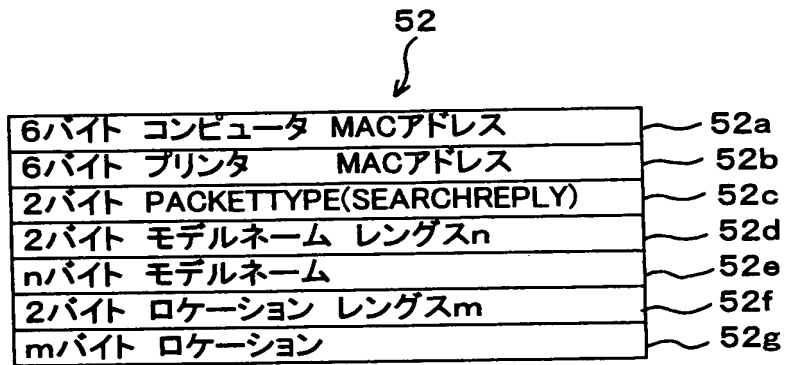 52
6バイト コンピュータ MACアドレス 52a
6バイト プリンタ MACアドレス 52b
2バイト PACKETTYPE(SEARCHREPLY) 52c
2バイト モデルネーム レングスn 52d
nバイト モデルネーム 52e
2バイト ロケーション レングスm 52f
mバイト ロケーション 52g